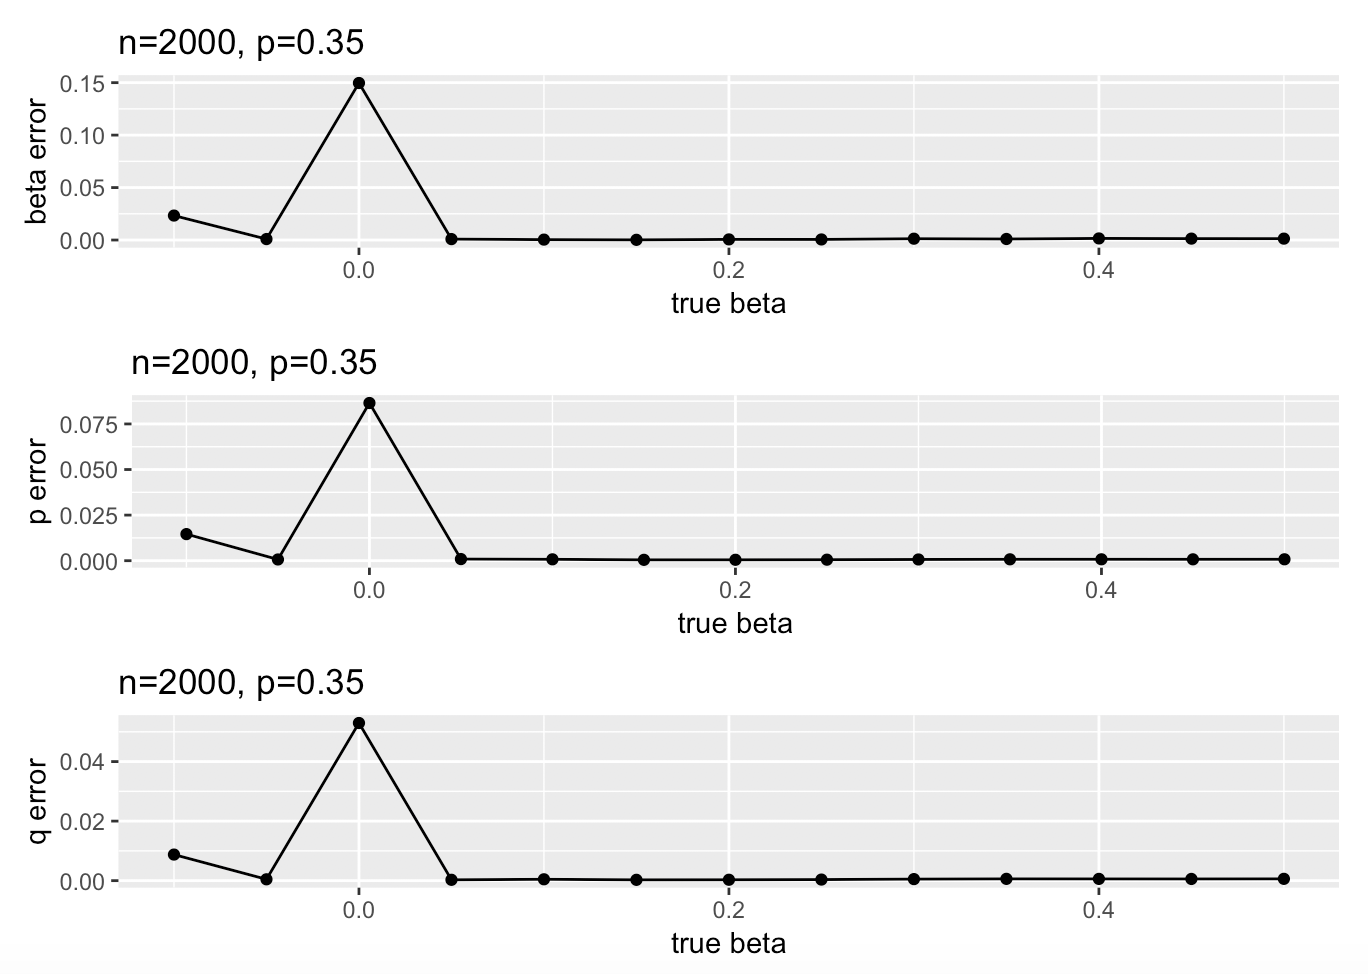 n=2000, p=0.35
beta error
0.15
0.10
0.05
0.00
0.0 0.2 0.4
true beta
n=2000, p=0.35
p error
0.075
0.050
0.025
0.000
0.0 0.2 0.4
true beta
n=2000, p=0.35
q error
0.04
0.02
0.00
0.0 0.2 0.4
true beta